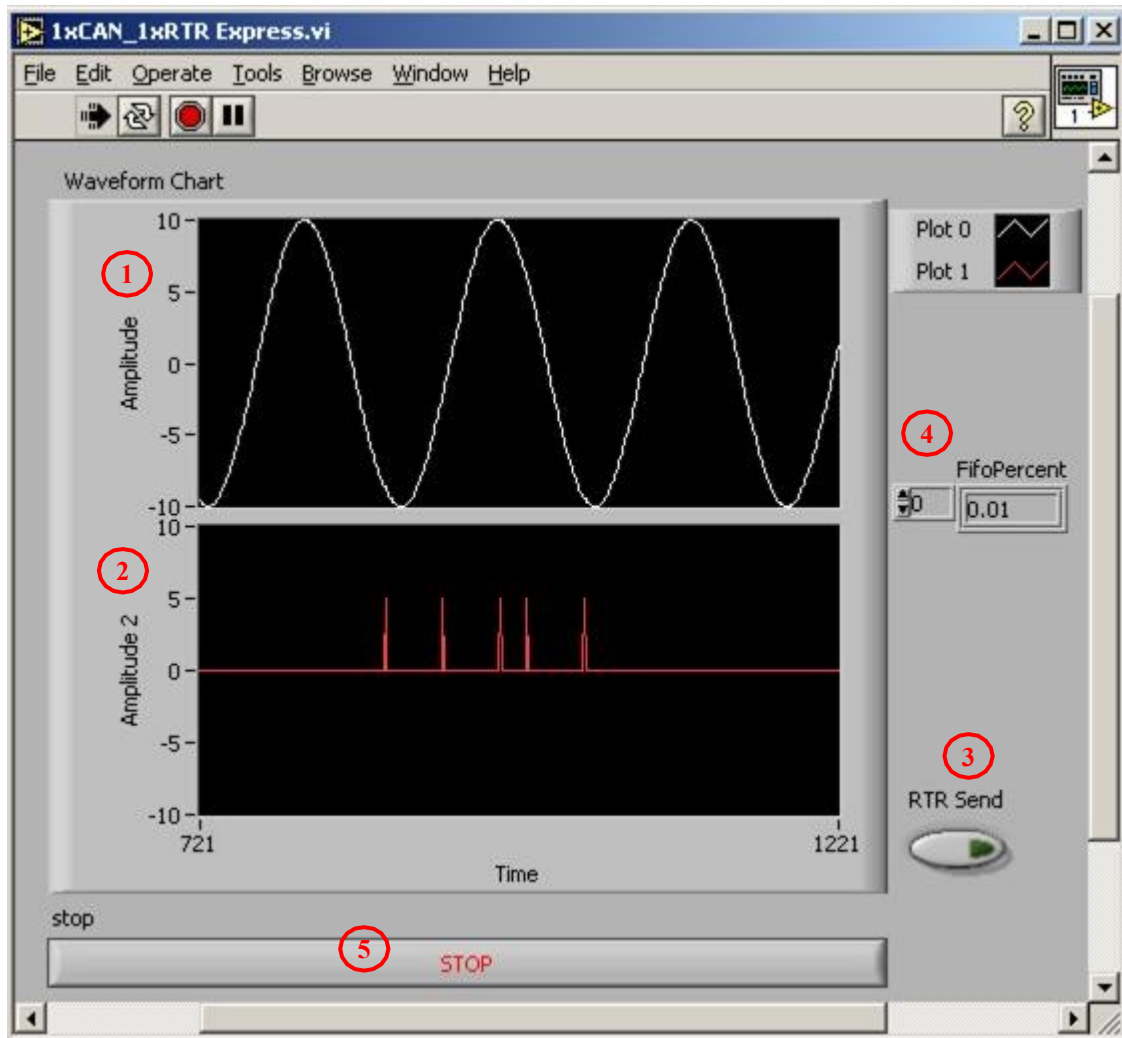 1xCAN_1xRTR Express.vi
File Edit Operate Tools Browse Window Help
1
Waveform Chart
10
5
0
-5
-10
Amplitude
1
Plot 0
Plot 1
4
FifoPercent
0
0.01
10
5
0
-5
-10
Amplitude 2
2
721
1221
Time
3
RTR Send
stop
5
STOP